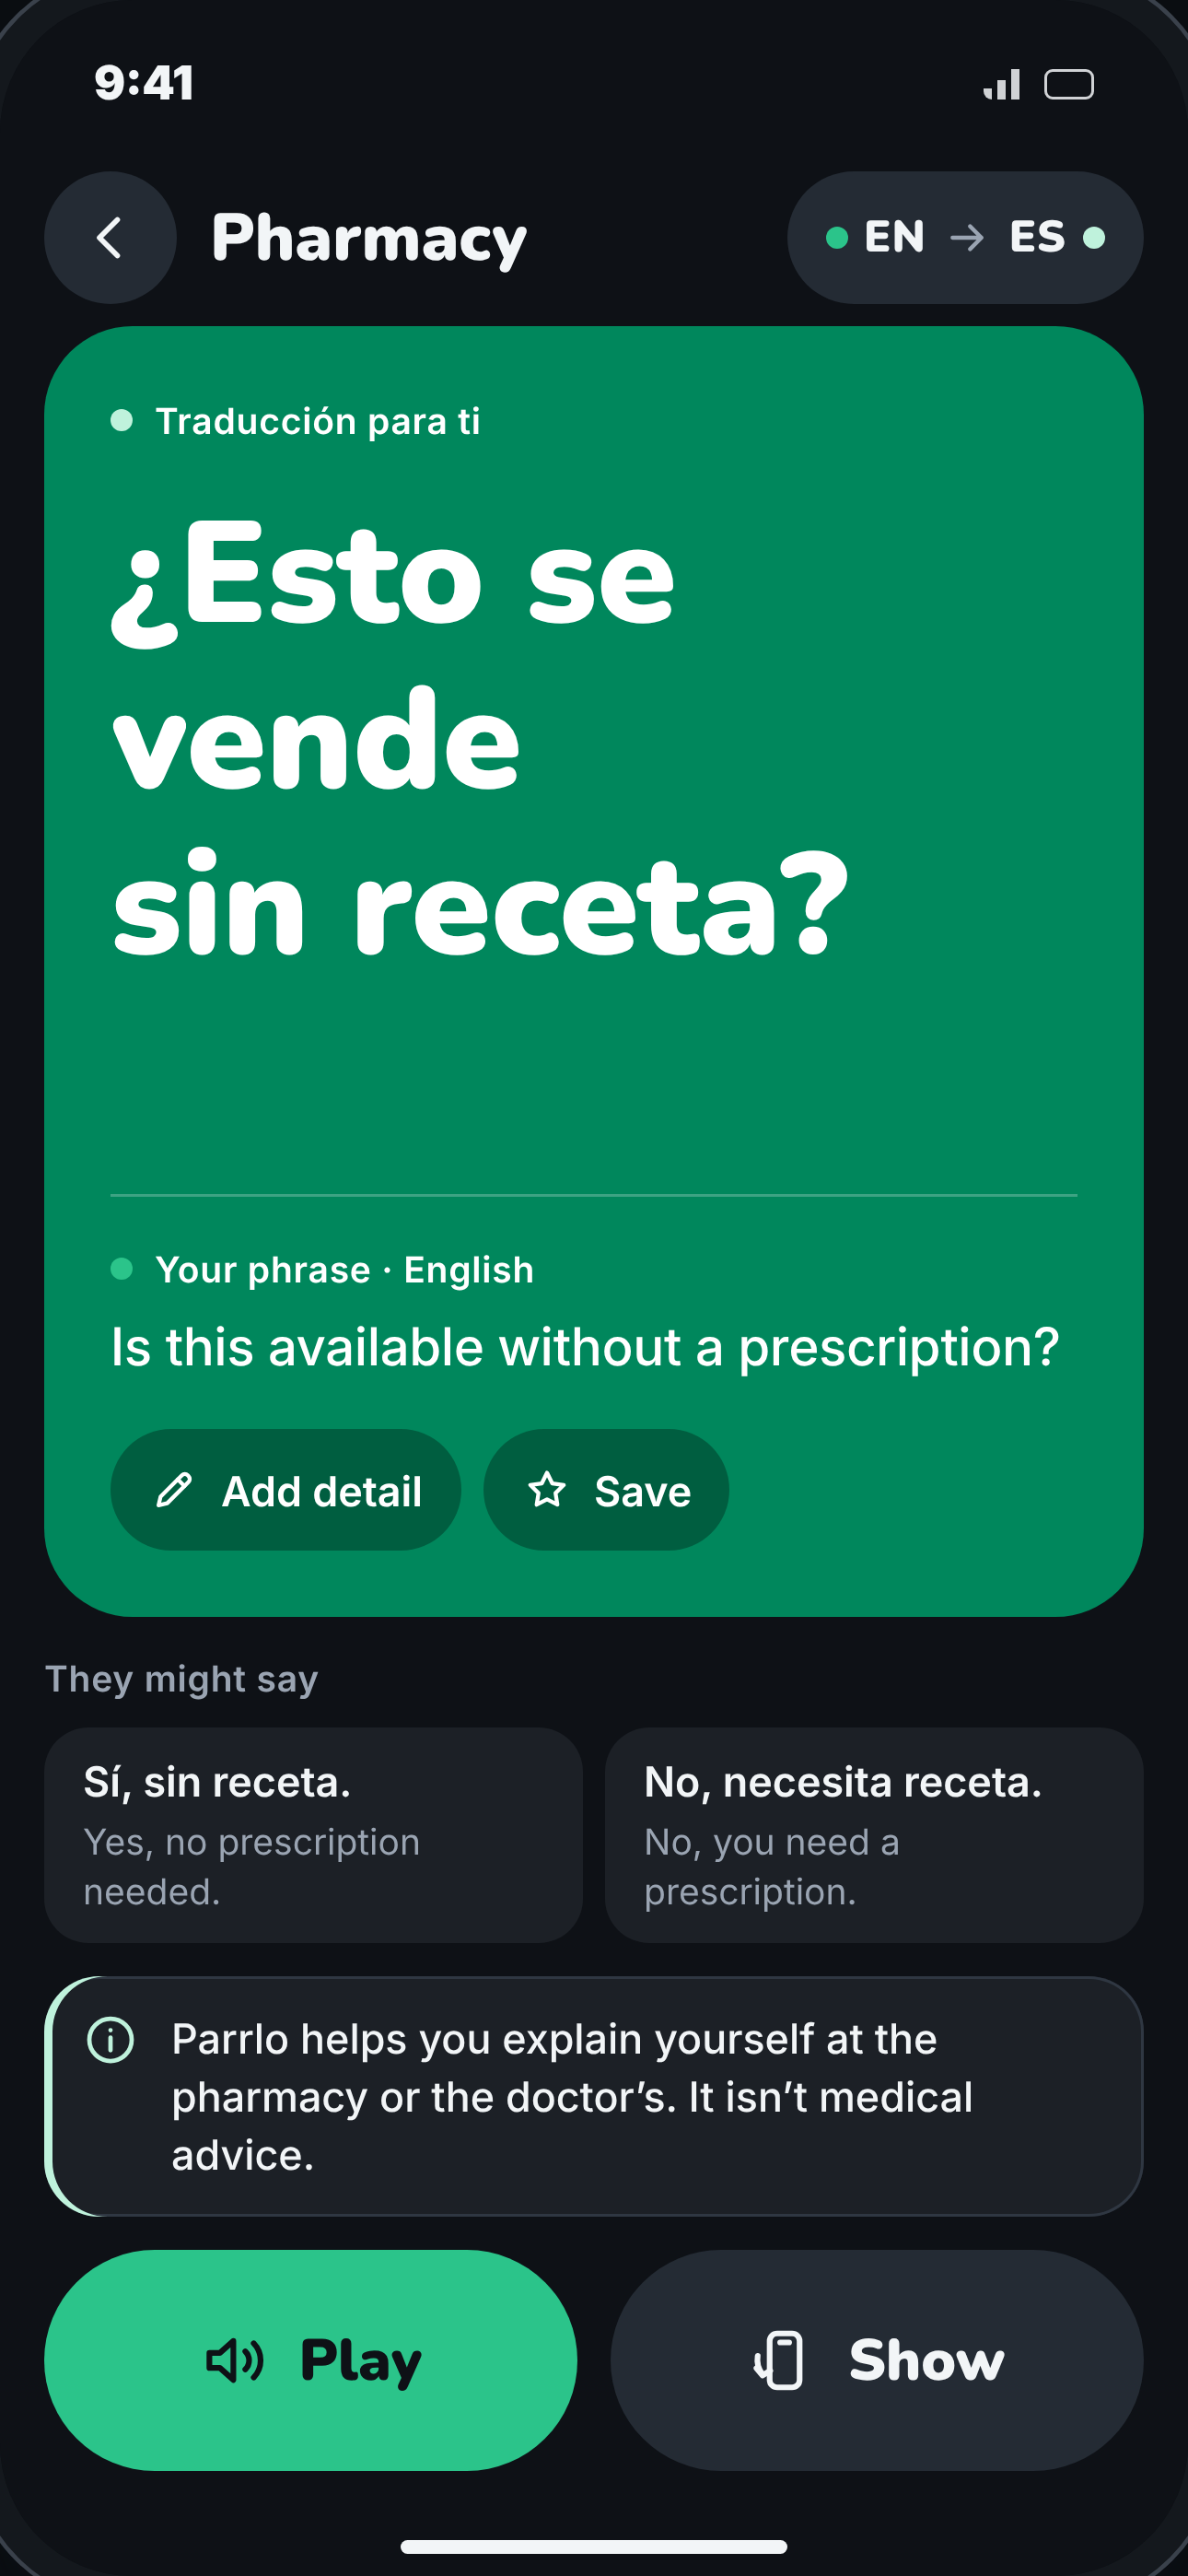 9:41
Pharmacy
EN → ES
Traducción para ti
¿Esto se
vende
sin receta?
Your phrase · English
Is this available without a prescription?
Add detail
Save
They might say
Sí, sin receta.
Yes, no prescription
needed.
No, necesita receta.
No, you need a
prescription.
Parrlo helps you explain yourself at the
pharmacy or the doctor’s. It isn’t medical
advice.
Play
Show